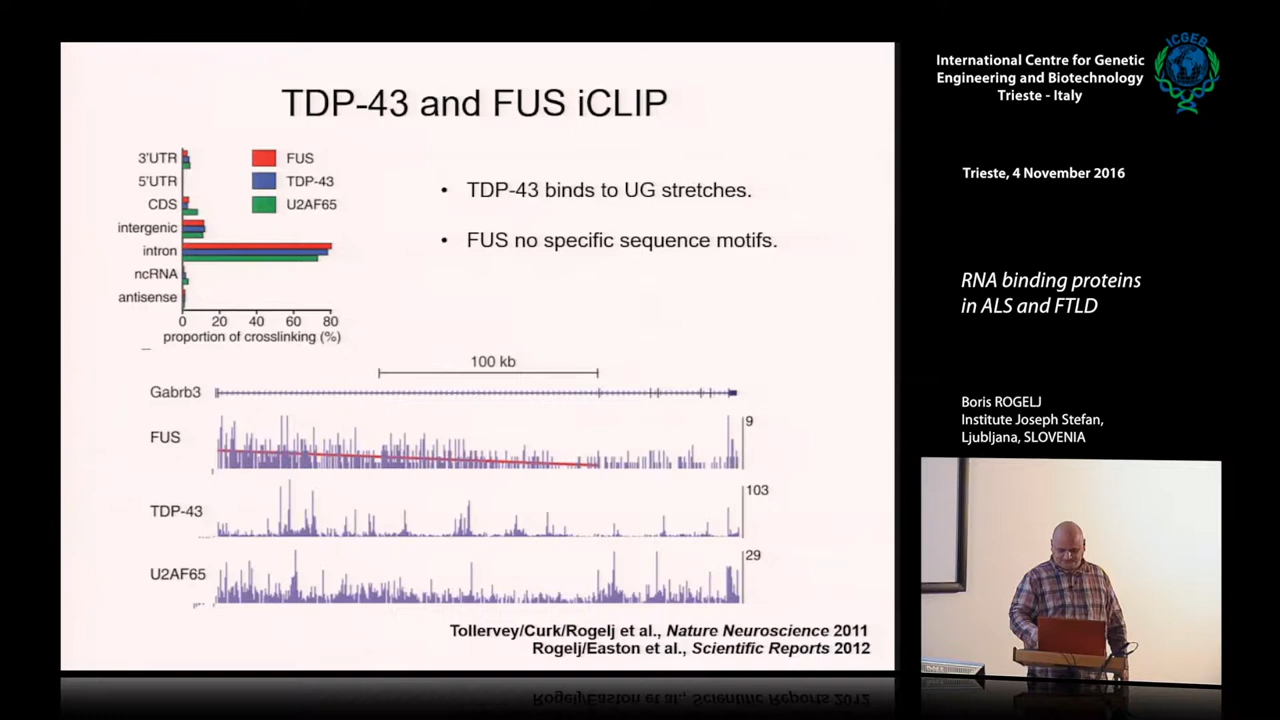 TDP-43 and FUS iCLIP
3'UTR
5'UTR
CDS
intergenic
intron
ncRNA
antisense
FUS
TDP-43
U2AF65
0 20 40 60 80
proportion of crosslinking (%)
• TDP-43 binds to UG stretches.
• FUS no specific sequence motifs.
100 kb
Gabrb3
FUS
9
TDP-43
103
U2AF65
29
Tollervey/Curk/Rogelj et al., Nature Neuroscience 2011
Rogelj/Easton et al., Scientific Reports 2012
International Centre for Genetic
Engineering and Biotechnology
Trieste - Italy
ICGEB
Trieste, 4 November 2016
RNA binding proteins
in ALS and FTLD
Boris ROGELJ
Institute Joseph Stefan,
Ljubljana, SLOVENIA